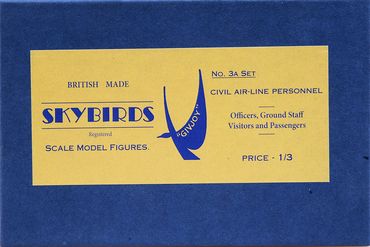 BRITISH MADE
SKYBIRDS
Registered
SCALE MODEL FIGURES.
"GIVJOY"
No. 3A SET
CIVIL AIR-LINE PERSONNEL
Officers, Ground Staff
Visitors and Passengers
PRICE - 1/3